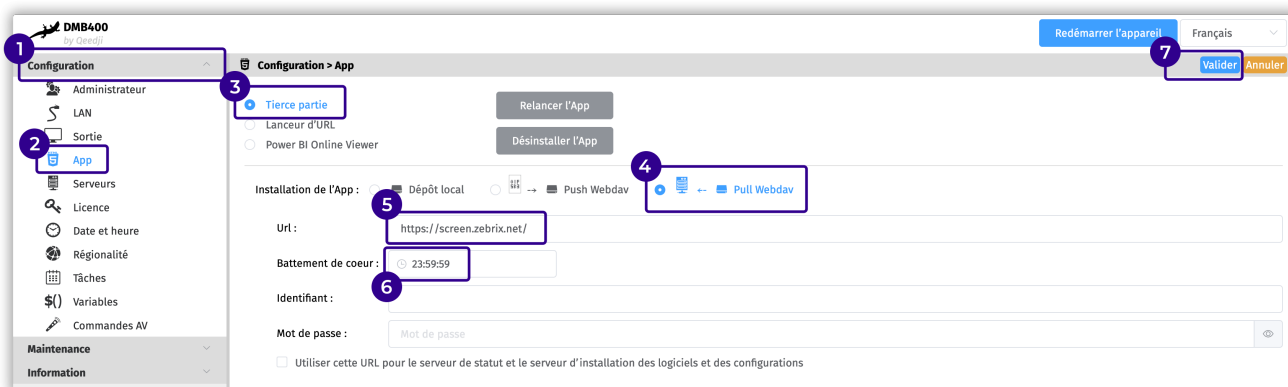 DMB400
by Qeedji
Redémarrer l'appareil
Français
1
7
Configuration
Configuration > App
Valider
Annuler
Administrateur
3
Tierce partie
Relancer l'App
LAN
Lanceur d'URL
Sortie
2
Power BI Online Viewer
Désinstaller l'App
App
4
Serveurs
Installation de l'App :
Dépôt local
→
Push Webdav
←
Pull Webdav
Licence
5
Date et heure
Url :
https://screen.zebrix.net/
Régionalité
Battement de coeur :
23:59:59
Tâches
6
$() Variables
Identifiant :
Commandes AV
Mot de passe :
Mot de passe
Maintenance
Utiliser cette URL pour le serveur de statut et le serveur d'installation des logiciels et des configurations
Information